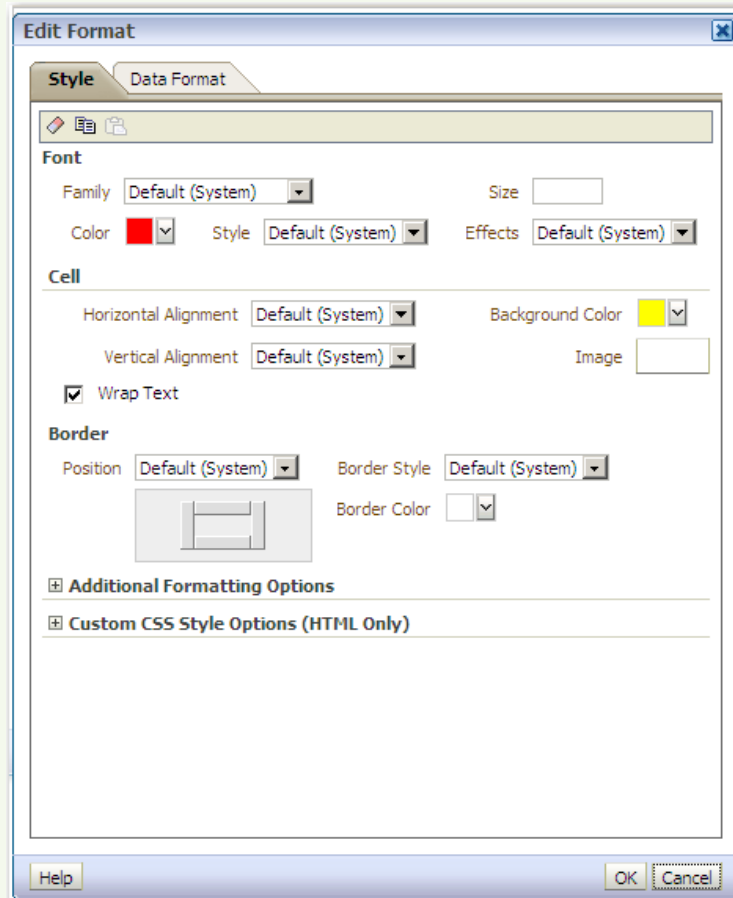 Edit Format
Style Data Format
Font
Family Default (System) Size
Color Style Default (System) Effects Default (System)
Cell
Horizontal Alignment Default (System) Background Color
Vertical Alignment Default (System) Image
Wrap Text
Border
Position Default (System) Border Style Default (System)
Border Color
Additional Formatting Options
Custom CSS Style Options (HTML Only)
Help OK Cancel